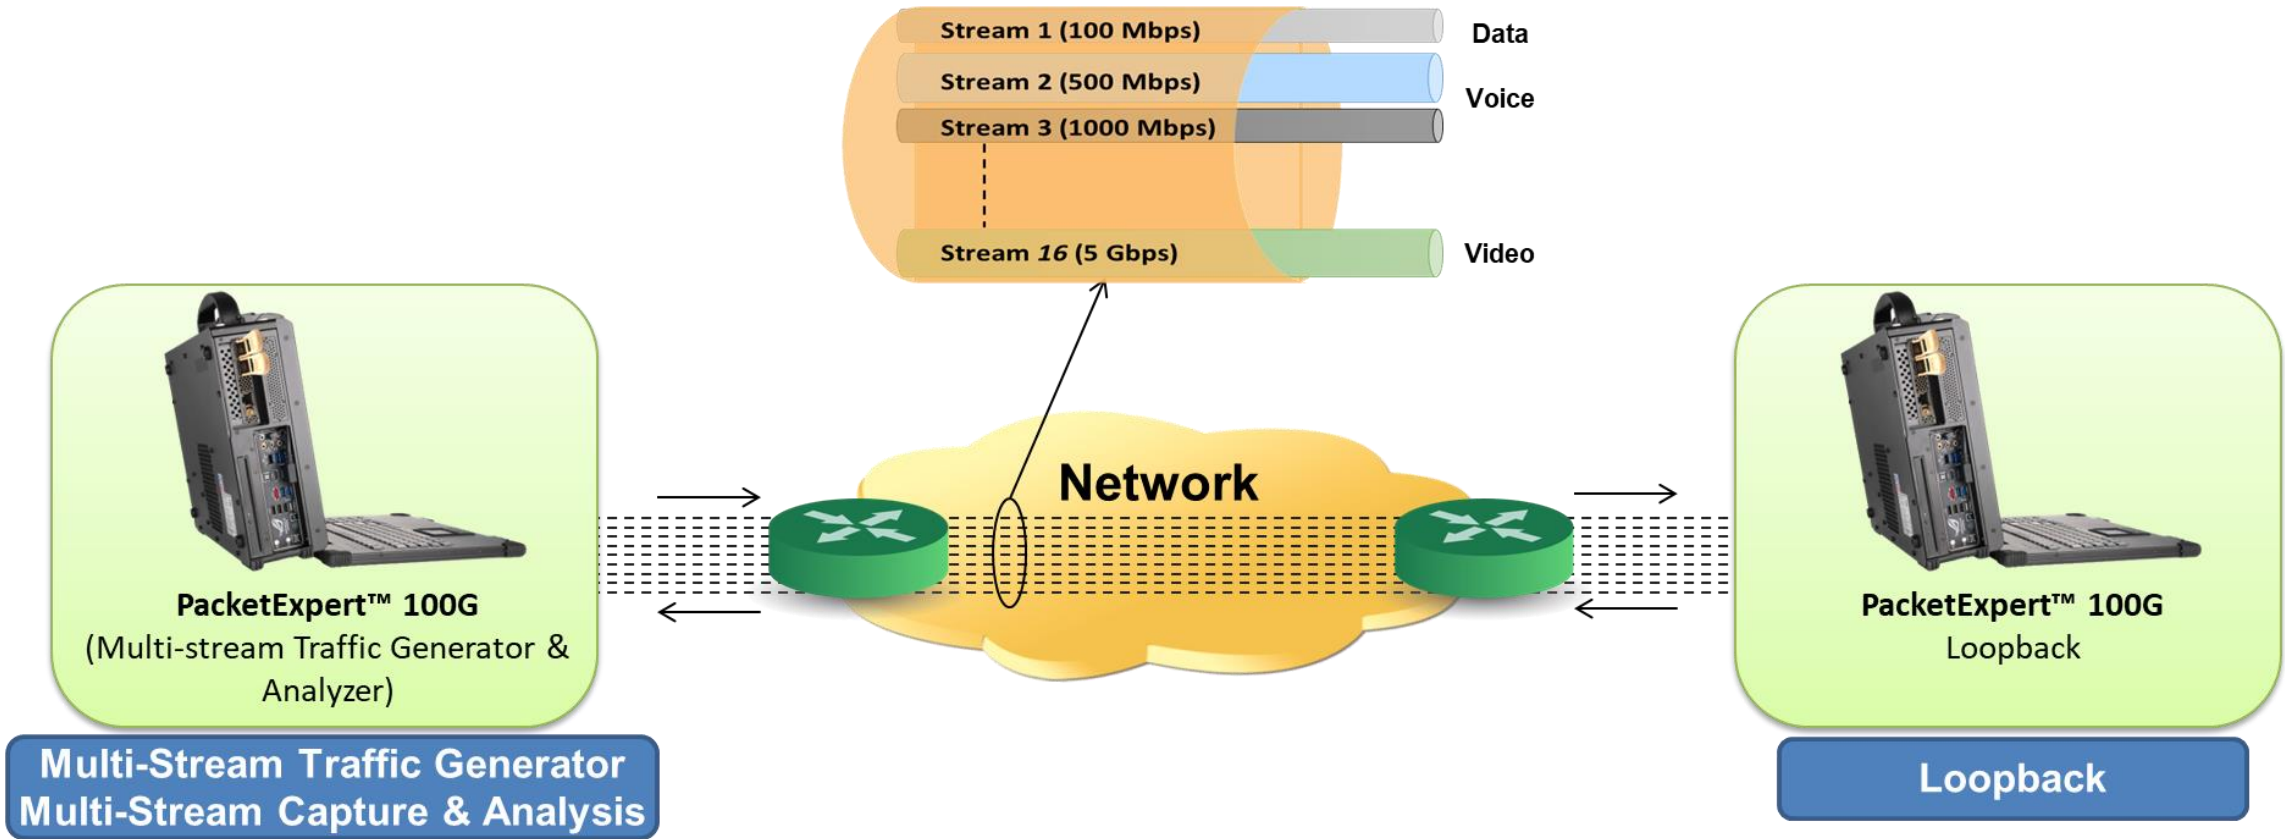 Stream 1 (100 Mbps)
Data
Stream 2 (500 Mbps)
Voice
Stream 3 (1000 Mbps)
Stream 16 (5 Gbps)
Video
Network
PacketExpert™ 100G
(Multi-stream Traffic Generator &
Analyzer)
PacketExpert™ 100G
Loopback
Multi-Stream Traffic Generator
Multi-Stream Capture & Analysis
Loopback